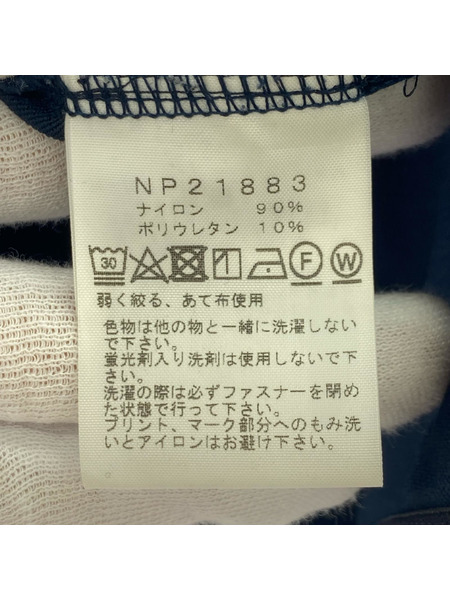 NP21883
ナイロン 90%
ポリウレタン 10%
30 F W
弱く絞る、あて布使用
色物は他の物と一緒に洗濯しない
で下さい。
蛍光剤入り洗剤は使用しないで下
さい。
洗濯の際は必ずファスナーを閉め
た状態で行って下さい。
プリント、マーク部分へのもみ洗
いとアイロンはお避け下さい。